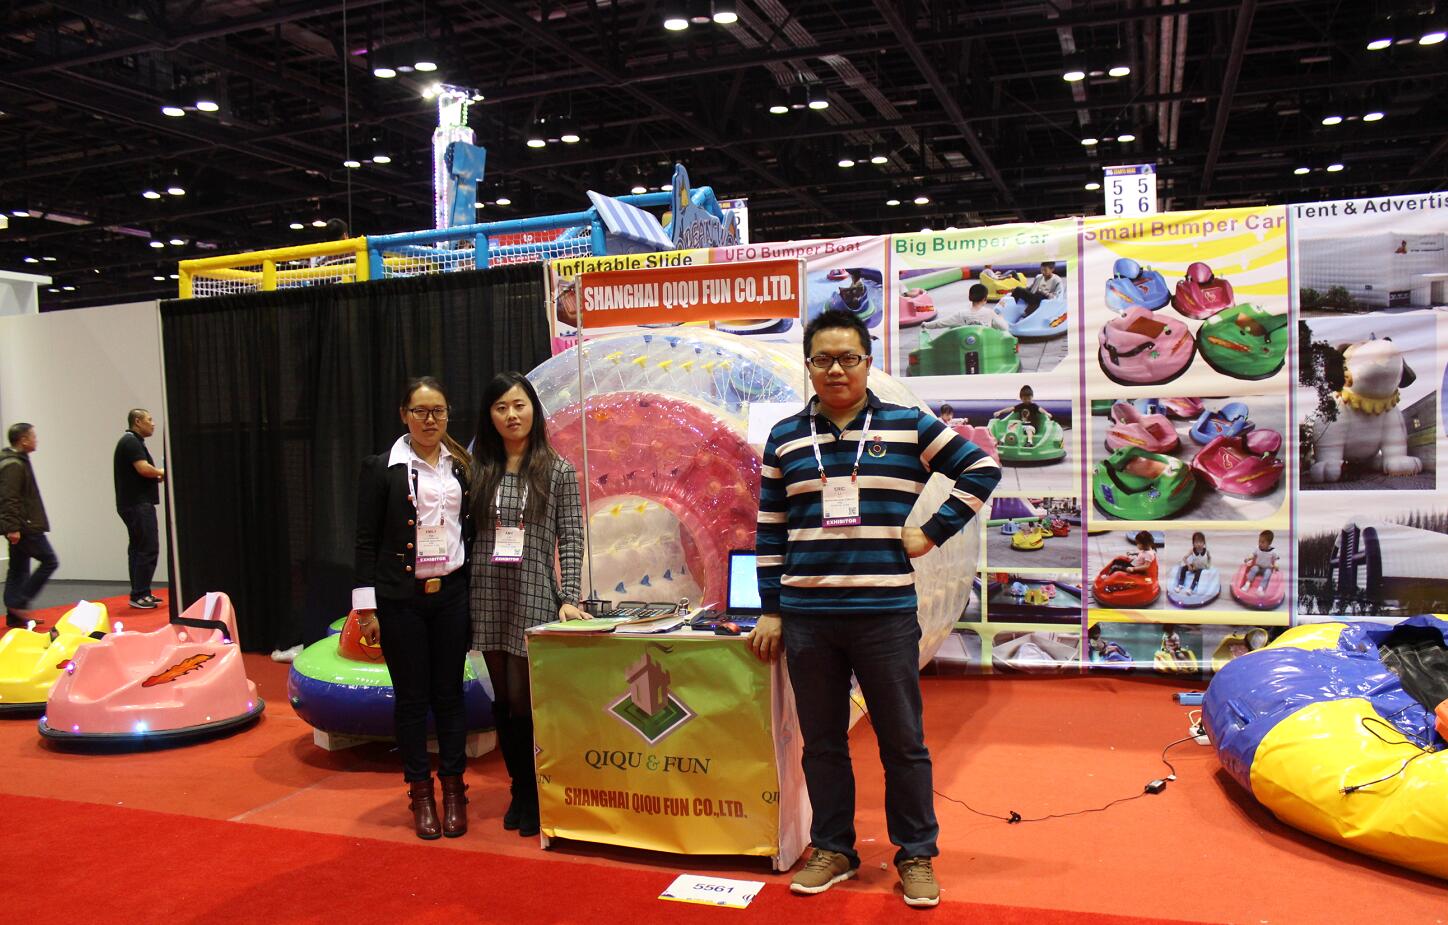 5 5
5 6
Inflatable Slide
UFO Bumper Boat
Big Bumper Car
Small Bumper Car
Tent & Advertis
SHANGHAI QIQU FUN CO.,LTD.
EXHIBITOR
EXHIBITOR
EXHIBITOR
QIQU & FUN
SHANGHAI QIQU FUN CO.,LTD.
5561